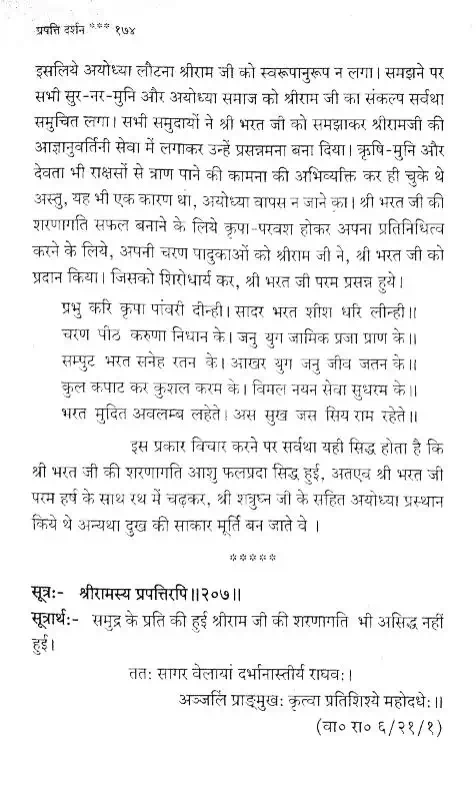 प्रपत्ति दर्शन *** १७४
इसलिये अयोध्या लौटना श्रीराम जी को स्वरूपानुरूप न लगा। समझने पर
सभी सुर-नर-मुनि और अयोध्या समाज को श्रीराम जी का संकल्प सर्वथा
समुचित लगा। सभी समुदायों ने श्री भरत जी को समझाकर श्रीरामजी की
आज्ञानुवर्तिनी सेवा में लगाकर उन्हें प्रसन्नमना बना दिया। ऋषि-मुनि और
देवता भी राक्षसों से त्राण पाने की कामना की अभिव्यक्ति कर ही चुके थे
अस्तु, यह भी एक कारण था, अयोध्या वापस न जाने का। श्री भरत जी की
शरणागति सफल बनाने के लिये कृपा-परवश होकर अपना प्रतिनिधित्व
करने के लिये, अपनी चरण पादुकाओं को श्रीराम जी ने, श्री भरत जी को
प्रदान किया। जिसको शिरोधार्य कर, श्री भरत जी परम प्रसन्न हुये।
प्रभु करि कृपा पांवरी दीन्ही। सादर भरत शीश धरि लीन्ही॥
चरण पीठ करुणा निधान के। जनु युग जामिक प्रजा प्राण के॥
सम्पुट भरत सनेह रतन के। आखर युग जनु जीव जतन के॥
कुल कपाट कर कुशल करम के। विमल नयन सेवा सुधरम के॥
भरत मुदित अवलम्ब लहेते। अस सुख जस सिय राम रहेते॥
इस प्रकार विचार करने पर सर्वथा यही सिद्ध होता है कि
श्री भरत जी की शरणागति आशु फलप्रदा सिद्ध हुई, अतएव श्री भरत जी
परम हर्ष के साथ रथ में चढ़कर, श्री शत्रुघ्न जी के सहित अयोध्या प्रस्थान
किये थे अन्यथा दुख की साकार मूर्ति बन जाते वे ।
*****
सूत्र:- श्रीरामस्य प्रपत्तिरपि॥२०७॥
सूत्रार्थ:- समुद्र के प्रति की हुई श्रीराम जी की शरणागति भी असिद्ध नहीं
हुई।
तत: सागर वेलायां दर्भानास्तीर्य राघव:।
अञ्जलिं प्राङ्मुख: कृत्वा प्रतिशिश्ये महोदधे:॥
(वा० रा० ६/२१/१)